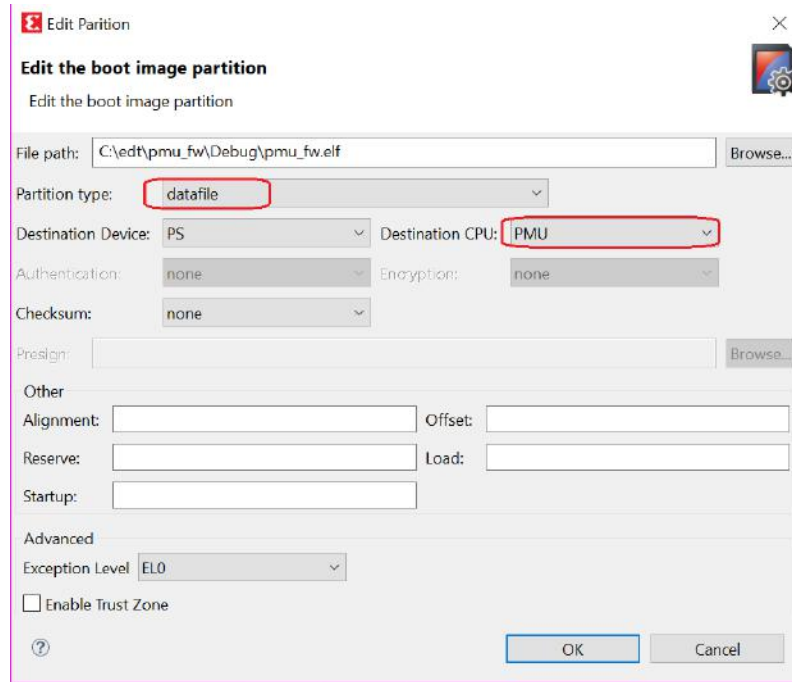 Edit Parition
Edit the boot image partition
Edit the boot image partition
File path: C:\edt\pmu_fw\Debug\pmu_fw.elf Browse...
Partition type: datafile
Destination Device: PS Destination CPU: PMU
Authentication: none Encryption: none
Checksum: none
Presign: Browse...
Other
Alignment: Offset:
Reserve: Load:
Startup:
Advanced
Exception Level EL0
Enable Trust Zone
? OK Cancel